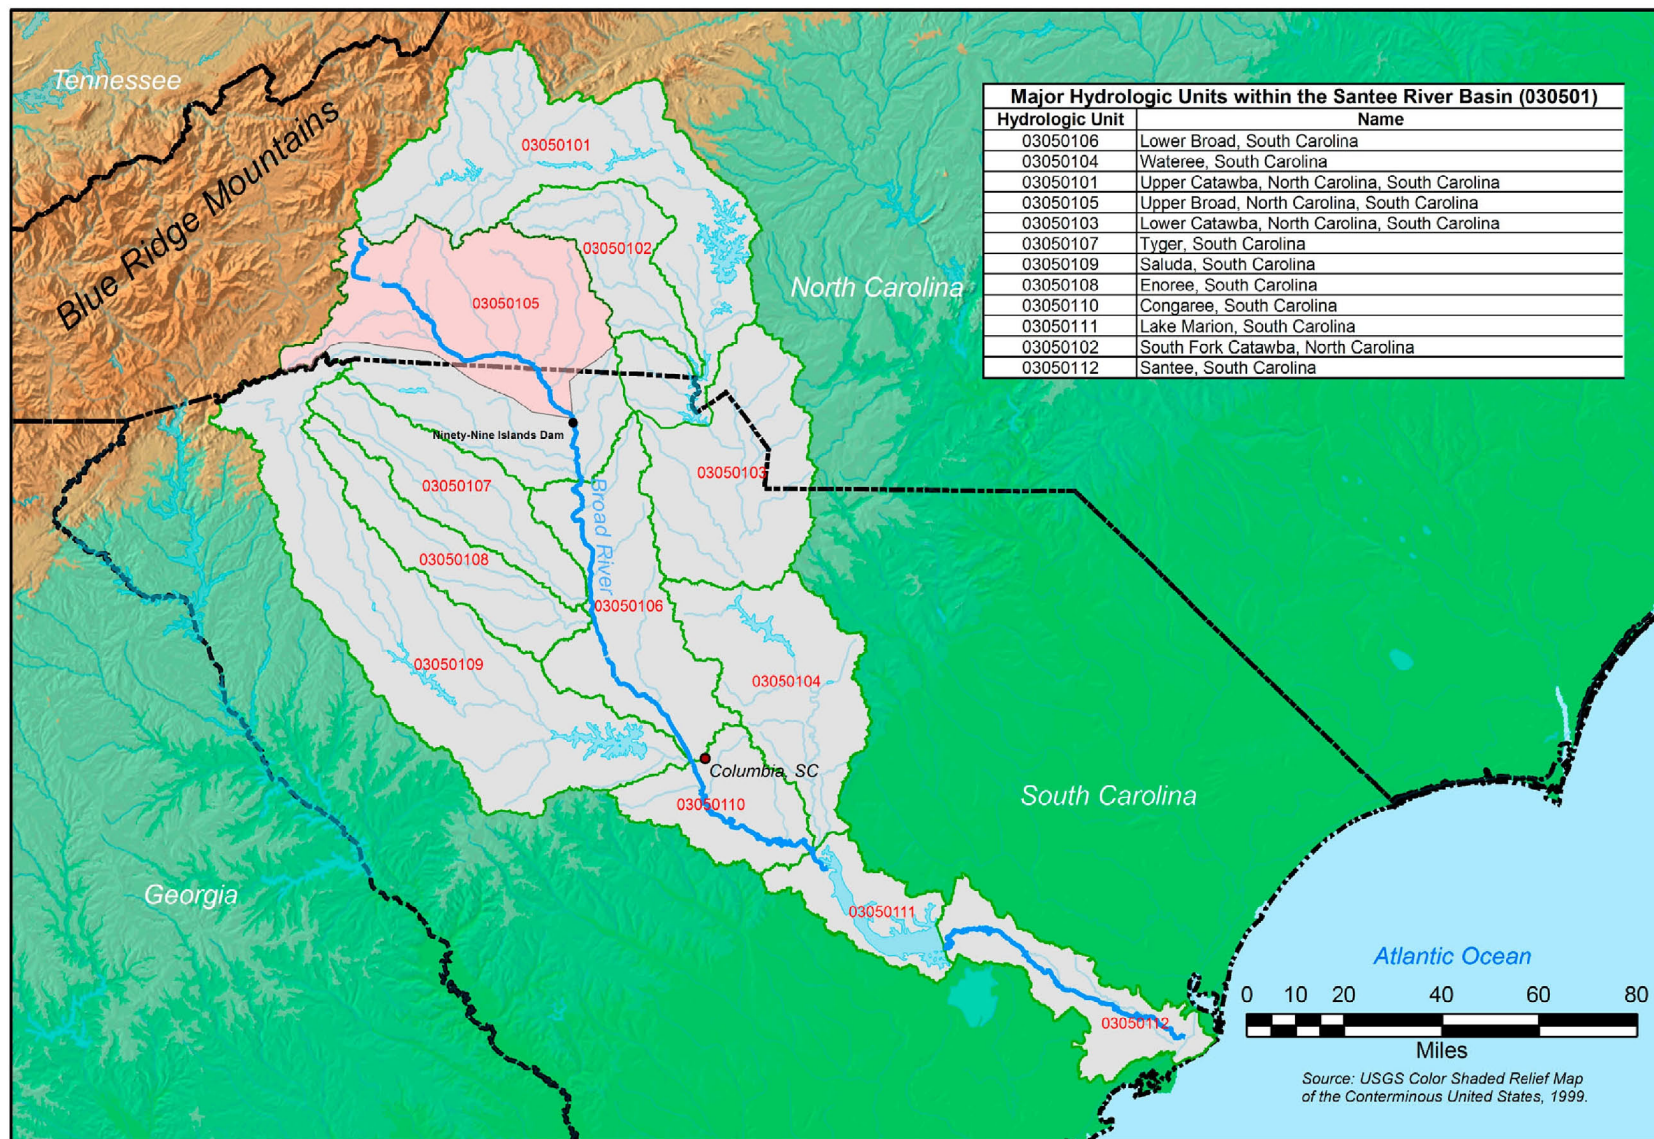 Tennessee
Blue Ridge Mountains
Major Hydrologic Units within the Santee River Basin (030501)
Hydrologic Unit Name
03050106 Lower Broad, South Carolina
03050104 Wateree, South Carolina
03050101 Upper Catawba, North Carolina, South Carolina
03050105 Upper Broad, North Carolina, South Carolina
03050103 Lower Catawba, North Carolina, South Carolina
03050107 Tyger, South Carolina
03050109 Saluda, South Carolina
03050108 Enoree, South Carolina
03050110 Congaree, South Carolina
03050111 Lake Marion, South Carolina
03050102 South Fork Catawba, North Carolina
03050112 Santee, South Carolina
03050101
03050102
North Carolina
03050105
Ninety-Nine Islands Dam
03050103
03050107
Broad River
03050108
03050106
03050109
03050104
Columbia, SC
03050110
South Carolina
Georgia
03050111
Atlantic Ocean
03050112
0 10 20 40 60 80
Miles
Source: USGS Color Shaded Relief Map
of the Conterminous United States, 1999.